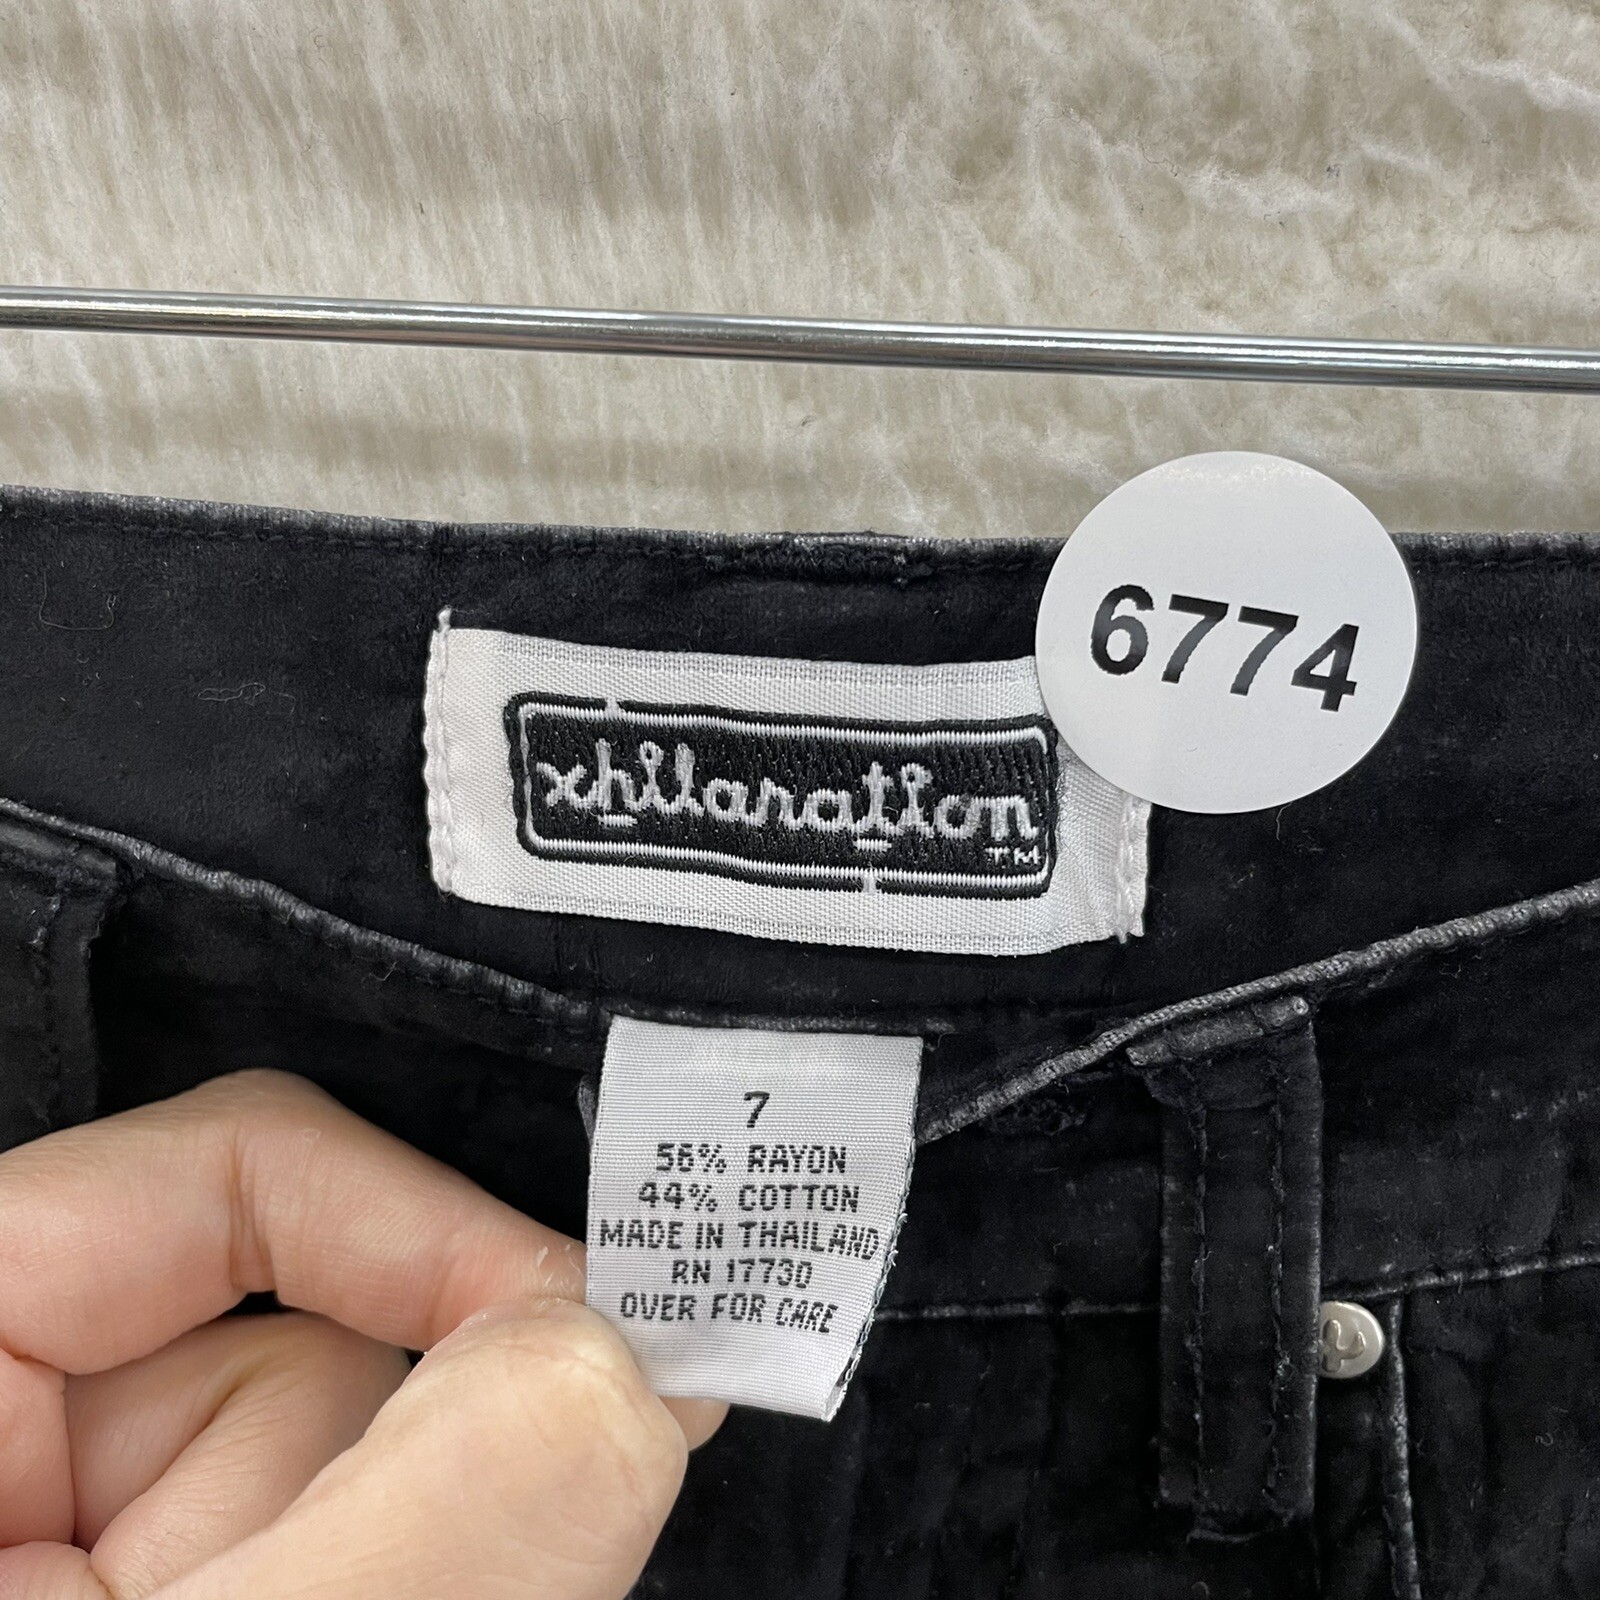 6774
xhilaration
TM
7
56% RAYON
44% COTTON
MADE IN THAILAND
RN 17730
OVER FOR CARE